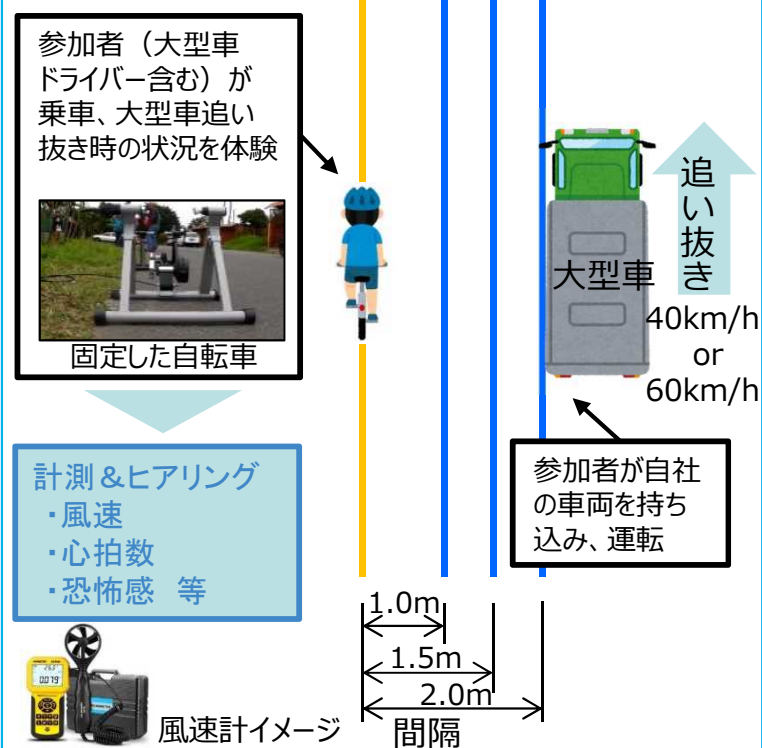 参加者（大型車
ドライバー含む）が
乗車、大型車追い
抜き時の状況を体験
固定した自転車
計測＆ヒアリング
・風速
・心拍数
・恐怖感 等
風速計イメージ
大型車
追い抜き
40km/h
or
60km/h
参加者が自社
の車両を持ち
込み、運転
1.0m
1.5m
2.0m
間隔